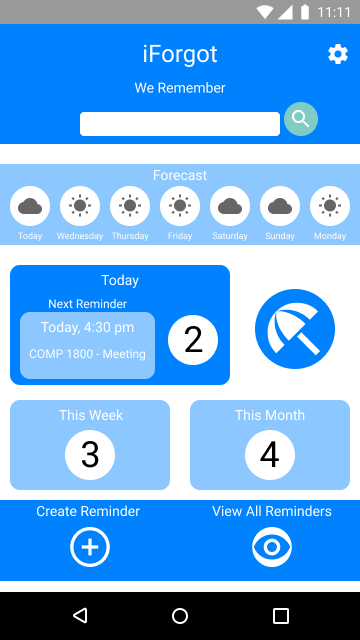 11:11
iForgot
We Remember
Forecast
Today Wednesday Thursday Friday Saturday Sunday Monday
Today
Next Reminder
Today, 4:30 pm
COMP 1800 - Meeting
2
This Week
3
This Month
4
Create Reminder
View All Reminders